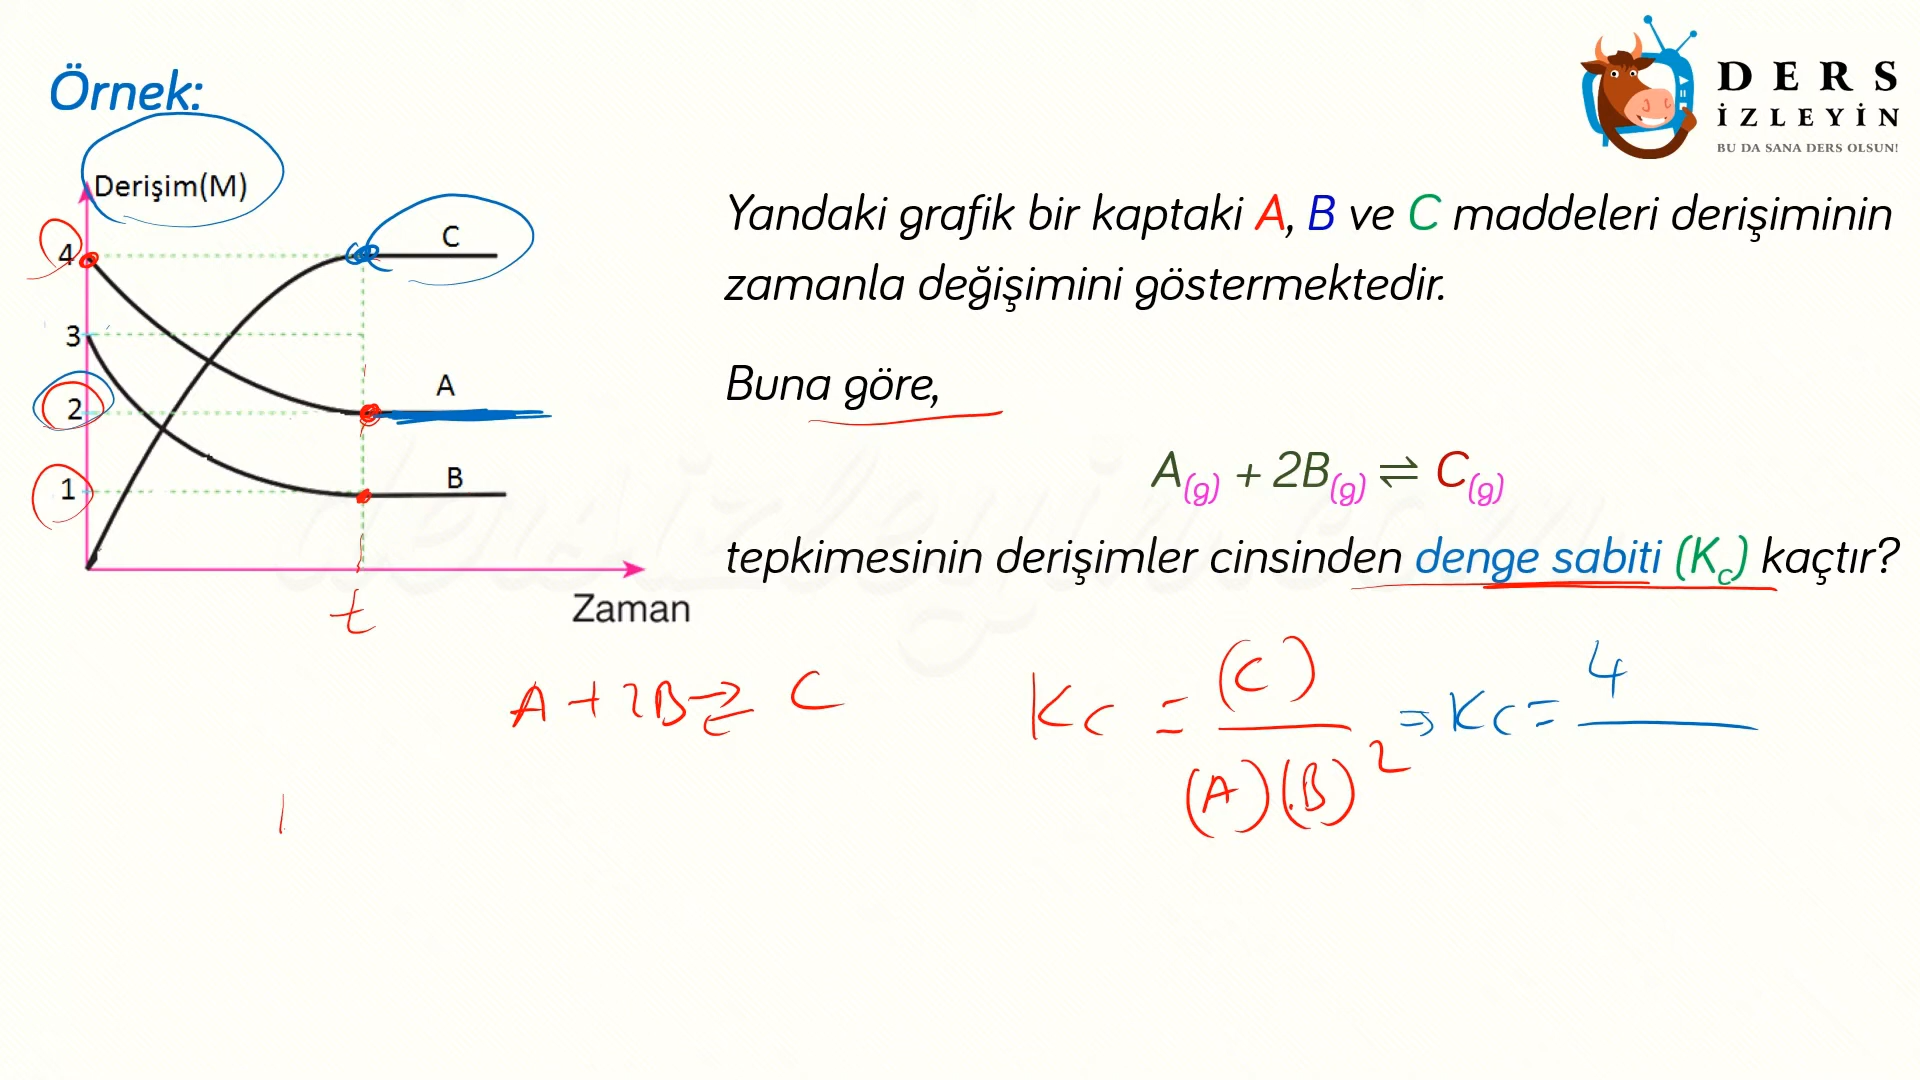 Örnek:
DERS
İZLEYİN
BU DA SANA DERS OLSUN!
Derişim(M)
4
3
2
1
C
A
B
t
Zaman
Yandaki grafik bir kaptaki A, B ve C maddeleri derişiminin
zamanla değişimini göstermektedir.
Buna göre,
A(g) + 2B(g) ⇌ C(g)
tepkimesinin derişimler cinsinden denge sabiti (Kc) kaçtır?
A + 2B ⇌ C
Kc = (C) / (A)(B)² ⇒ Kc = 4
dersizleyin.com